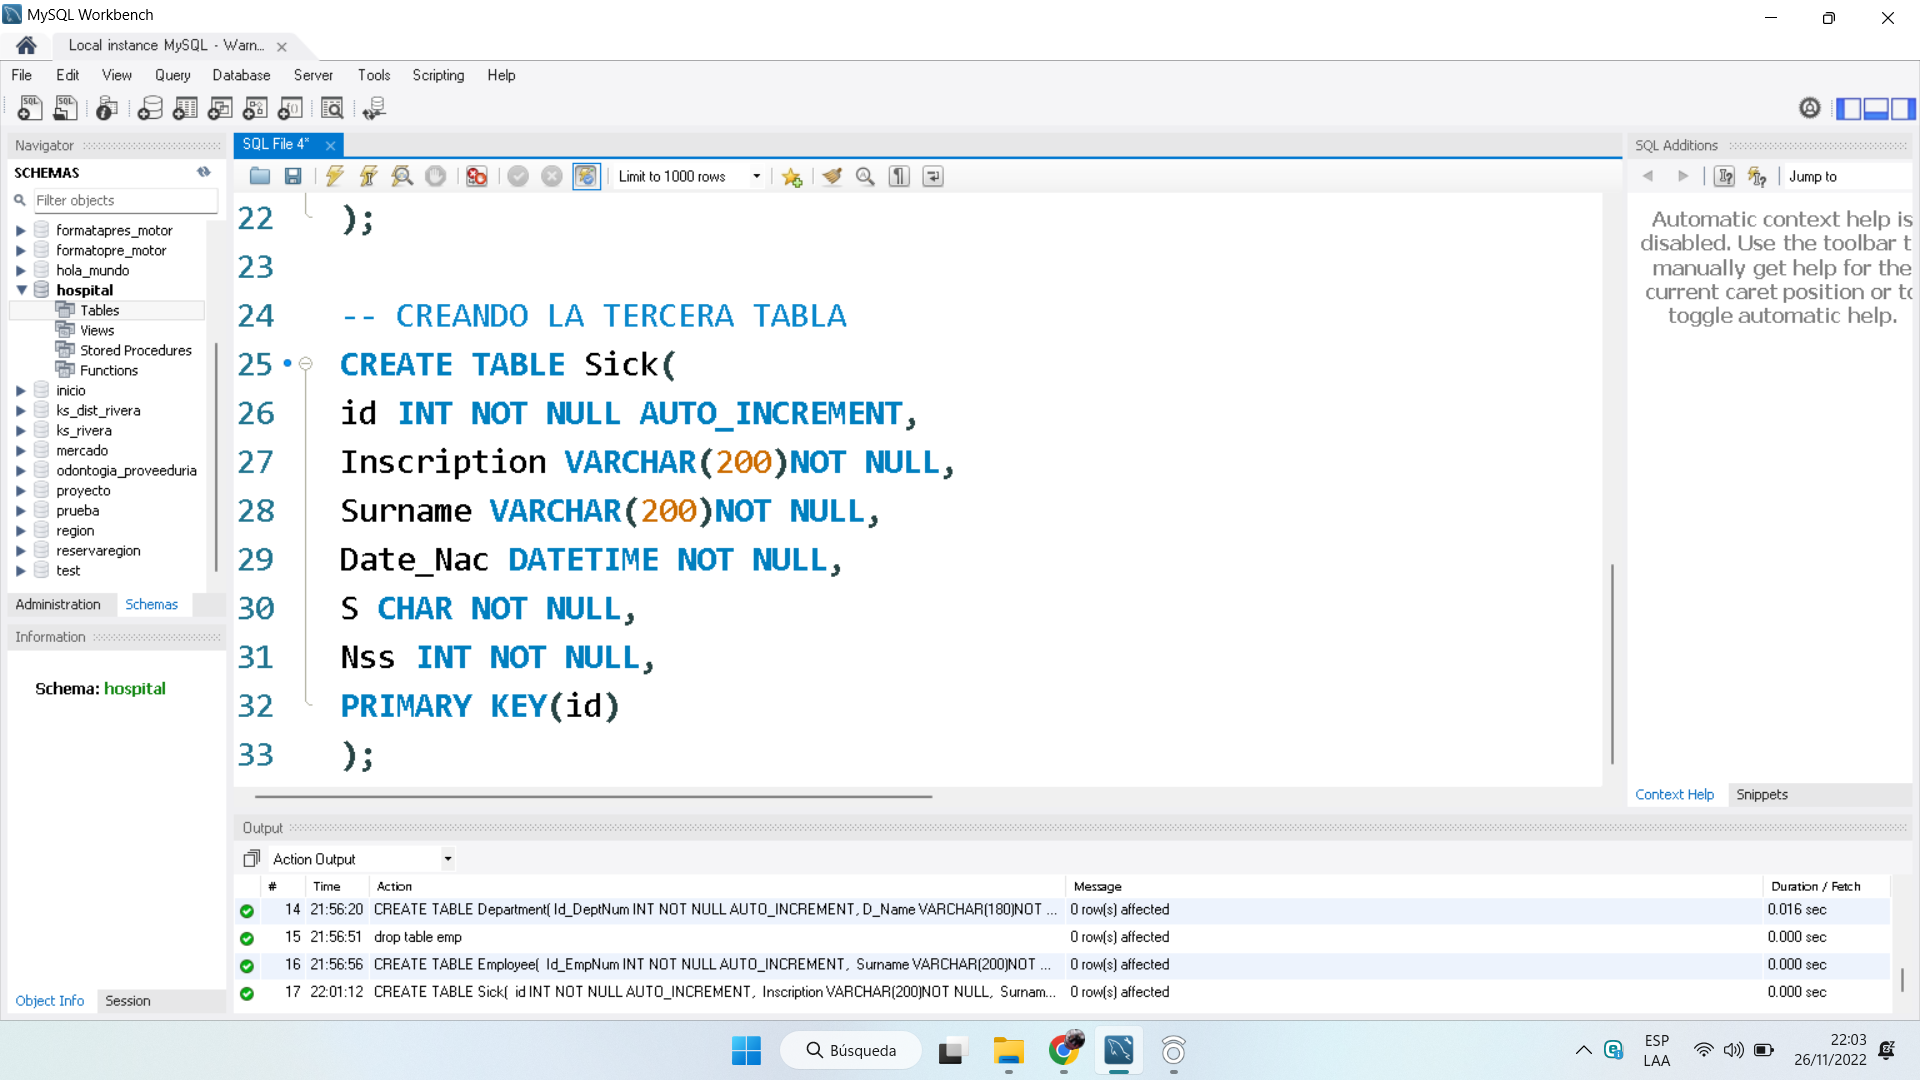 MySQL Workbench
Local instance MySQL - Warn...
File Edit View Query Database Server Tools Scripting Help
Navigator
SCHEMAS
Filter objects
formatapres_motor
formatopre_motor
hola_mundo
hospital
Tables
Views
Stored Procedures
Functions
inicio
ks_dist_rivera
ks_rivera
mercado
odontogia_proveeduria
proyecto
prueba
region
reservaregion
test
Administration Schemas
Information
Schema: hospital
Object Info Session
SQL File 4*
Limit to 1000 rows
22 );
23
24 -- CREANDO LA TERCERA TABLA
25 CREATE TABLE Sick(
26 id INT NOT NULL AUTO_INCREMENT,
27 Inscription VARCHAR(200)NOT NULL,
28 Surname VARCHAR(200)NOT NULL,
29 Date_Nac DATETIME NOT NULL,
30 S CHAR NOT NULL,
31 Nss INT NOT NULL,
32 PRIMARY KEY(id)
33 );
SQL Additions
Jump to
Automatic context help is
disabled. Use the toolbar t
manually get help for the
current caret position or to
toggle automatic help.
Context Help Snippets
Output
Action Output
# Time Action Message Duration / Fetch
14 21:56:20 CREATE TABLE Department( Id_DeptNum INT NOT NULL AUTO_INCREMENT, D_Name VARCHAR(180)NOT ... 0 row(s) affected 0.016 sec
15 21:56:51 drop table emp 0 row(s) affected 0.000 sec
16 21:56:56 CREATE TABLE Employee( Id_EmpNum INT NOT NULL AUTO_INCREMENT, Surname VARCHAR(200)NOT ... 0 row(s) affected 0.000 sec
17 22:01:12 CREATE TABLE Sick( id INT NOT NULL AUTO_INCREMENT, Inscription VARCHAR(200)NOT NULL, Surnam... 0 row(s) affected 0.000 sec
Búsqueda
ESP
LAA
22:03
26/11/2022